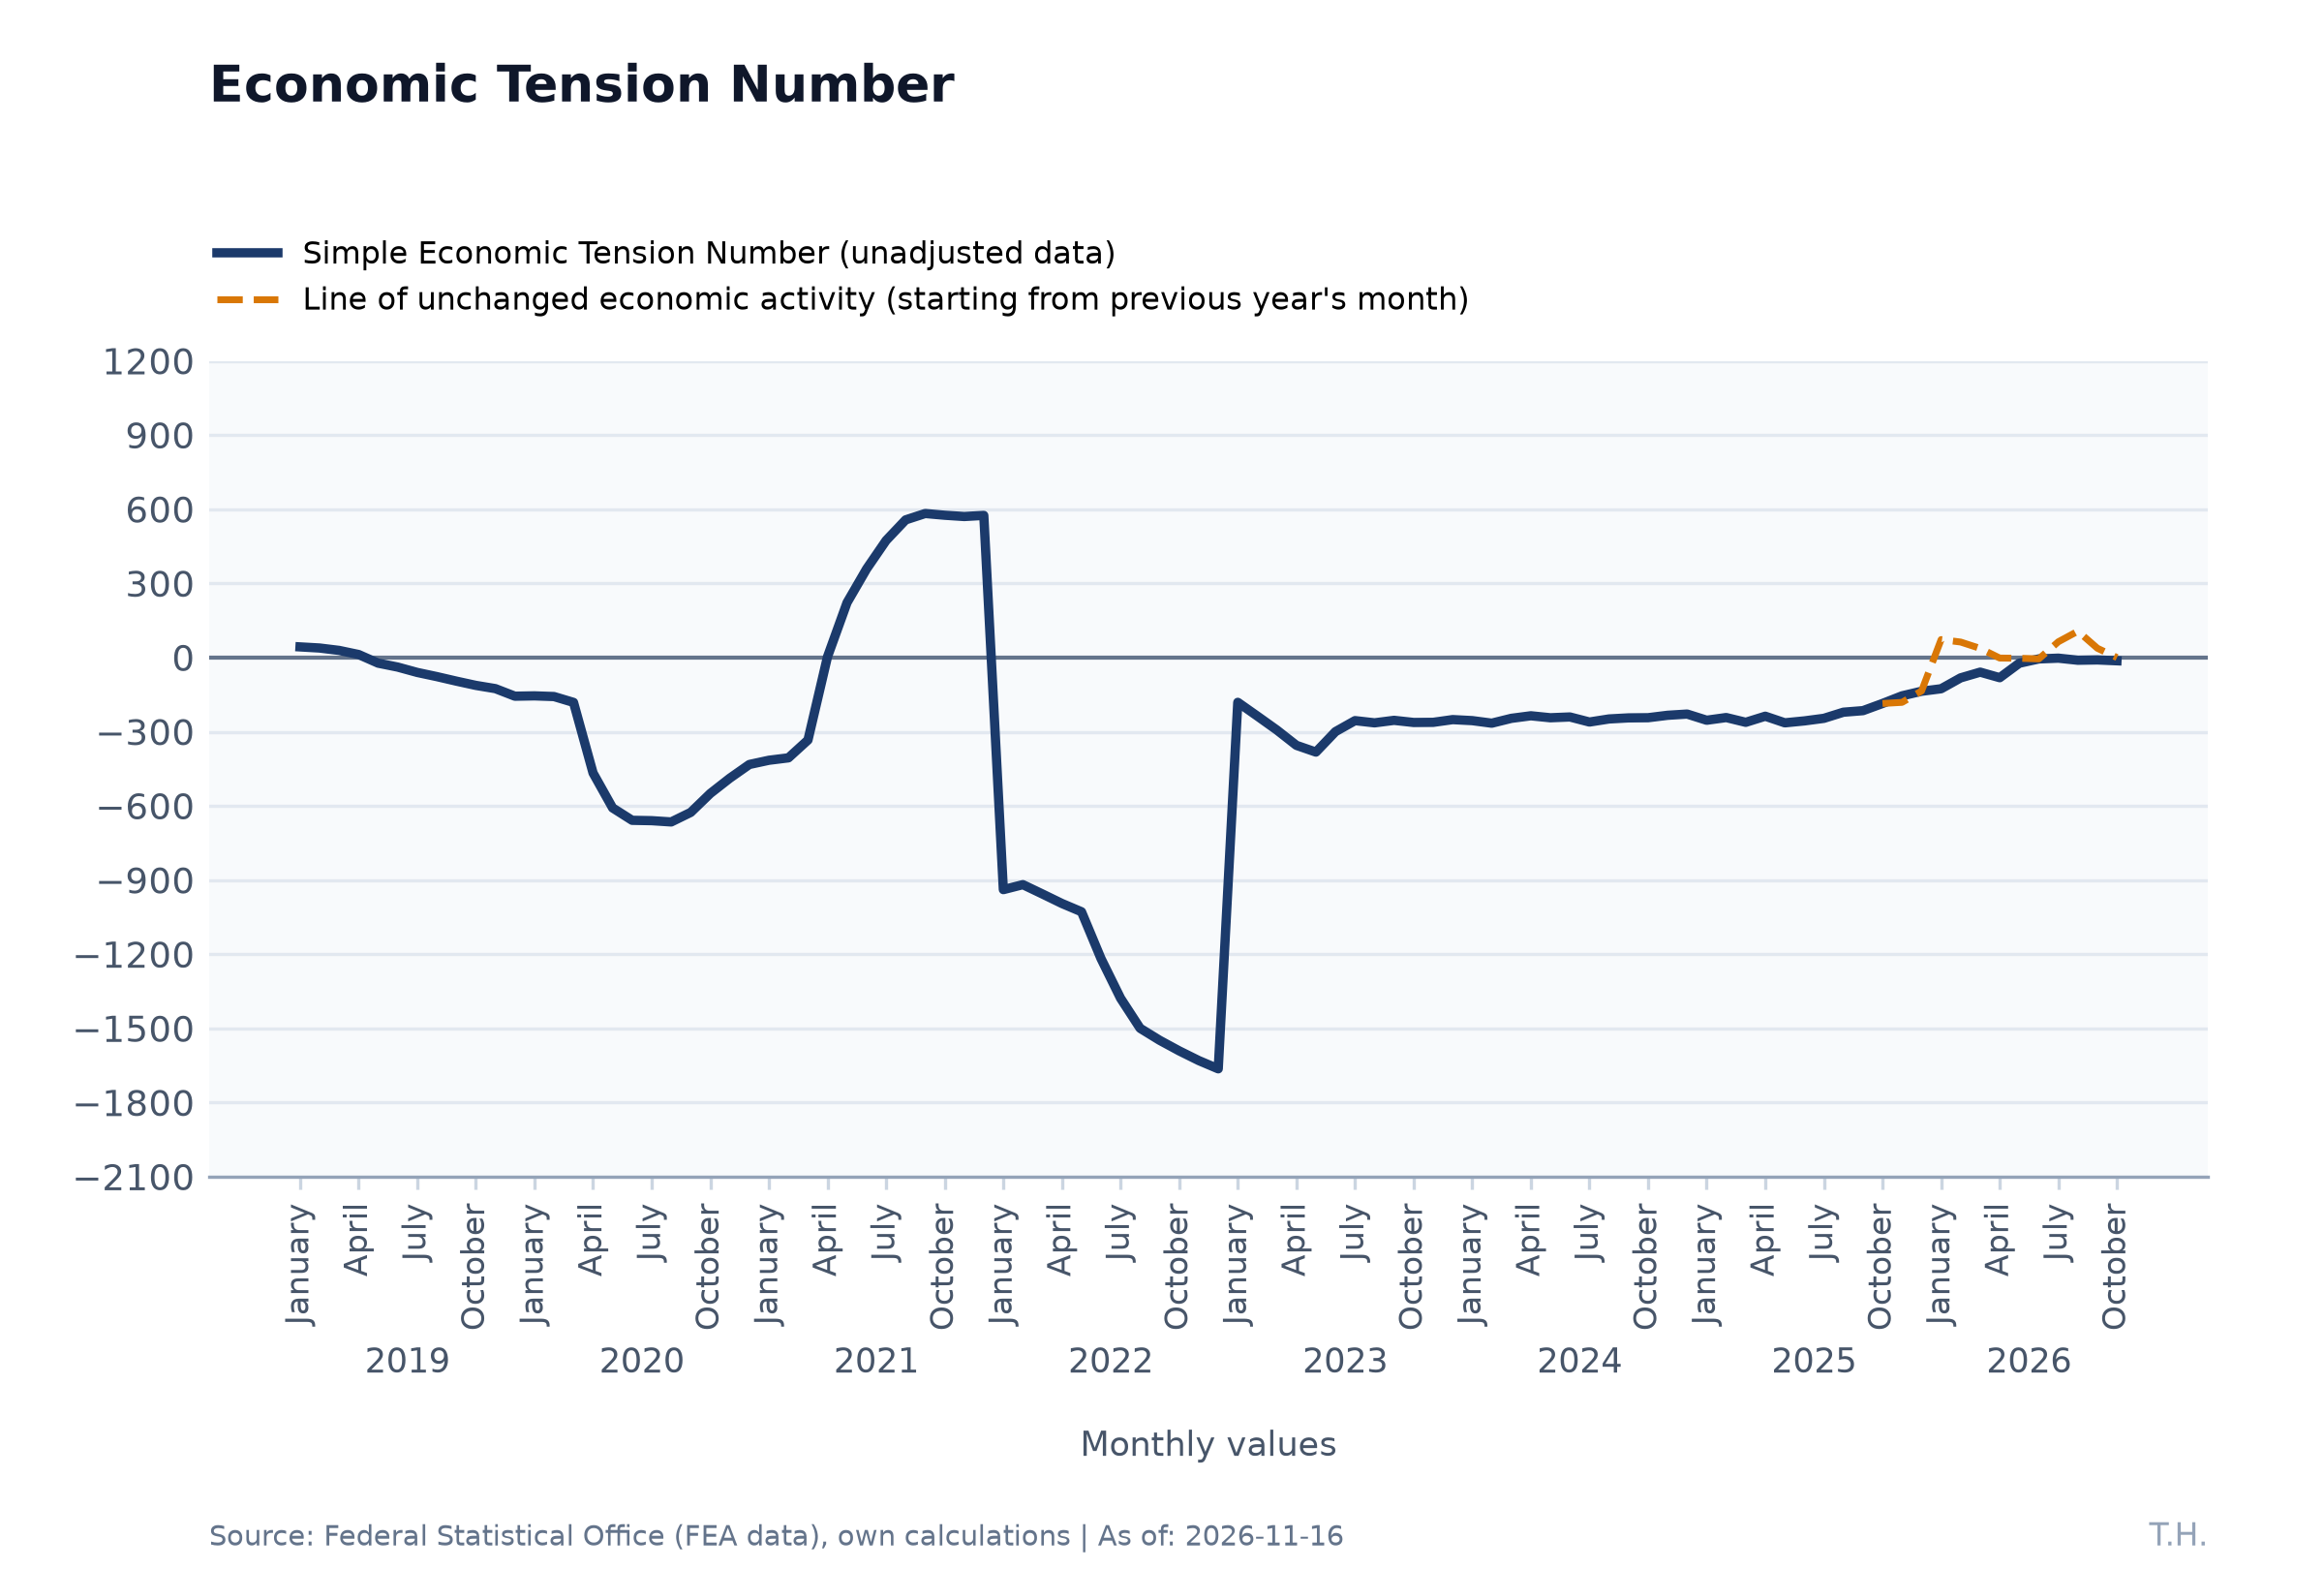 Economic Tension Number
Simple Economic Tension Number (unadjusted data)
Line of unchanged economic activity (starting from previous year's month)
1200
900
600
300
0
−300
−600
−900
−1200
−1500
−1800
−2100
January April July October January April July October January April July October January April July October January April July October January April July October January April July October January April July October
2019 2020 2021 2022 2023 2024 2025 2026
Monthly values
Source: Federal Statistical Office (FEA data), own calculations | As of: 2026-11-16
T.H.